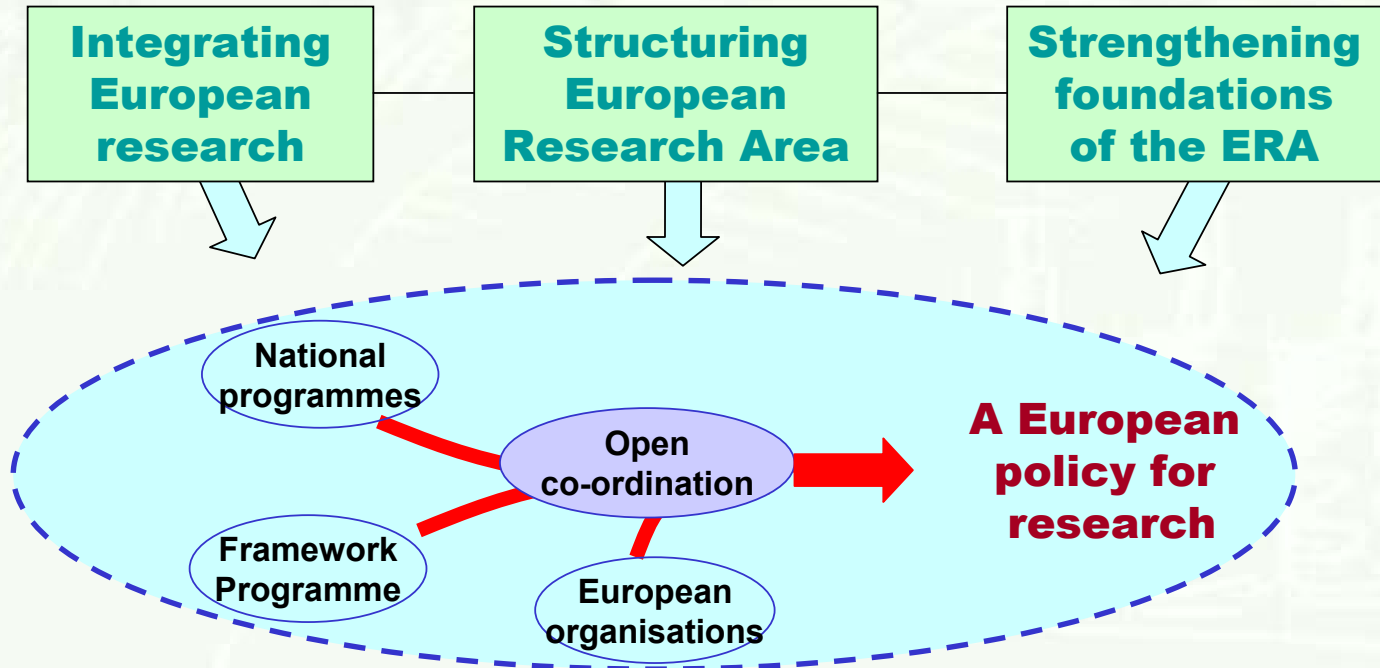 Integrating
European
research
Structuring
European
Research Area
Strengthening
foundations
of the ERA
National
programmes
Open
co-ordination
A European
policy for
research
Framework
Programme
European
organisations